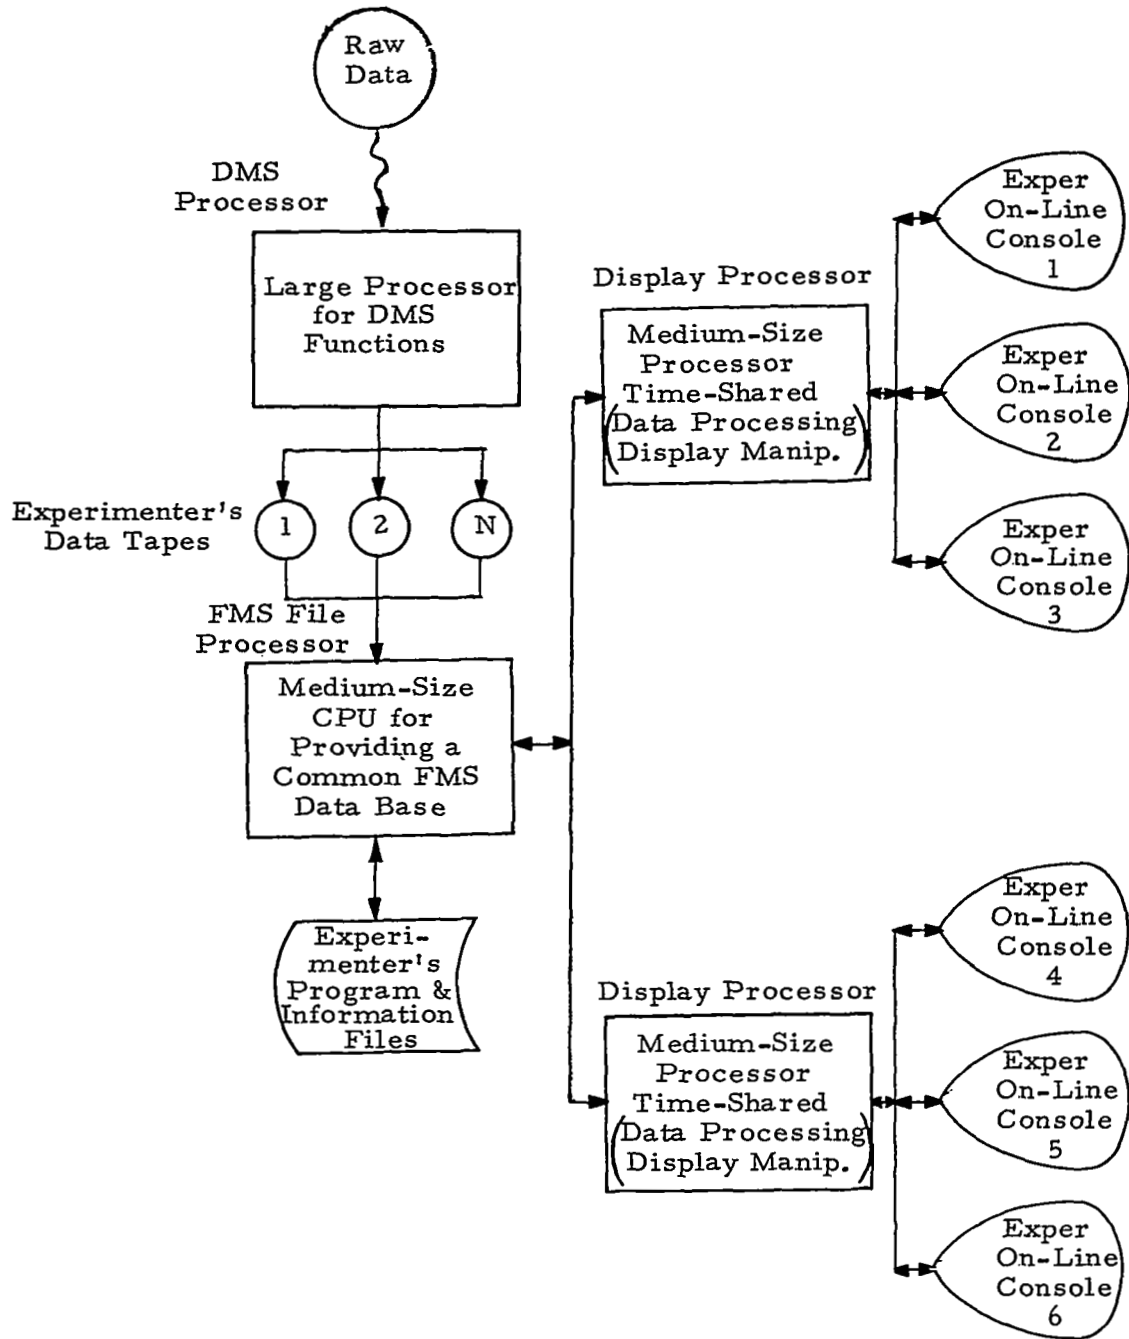 Raw
Data
DMS
Processor
Large Processor
for DMS
Functions
Experimenter's
Data Tapes
1
2
N
FMS File
Processor
Medium-Size
CPU for
Providing a
Common FMS
Data Base
Experi-
menter's
Program &
Information
Files
Display Processor
Medium-Size
Processor
Time-Shared
(Data Processing
Display Manip.)
Exper
On-Line
Console
1
Exper
On-Line
Console
2
Exper
On-Line
Console
3
Display Processor
Medium-Size
Processor
Time-Shared
(Data Processing
Display Manip.)
Exper
On-Line
Console
4
Exper
On-Line
Console
5
Exper
On-Line
Console
6